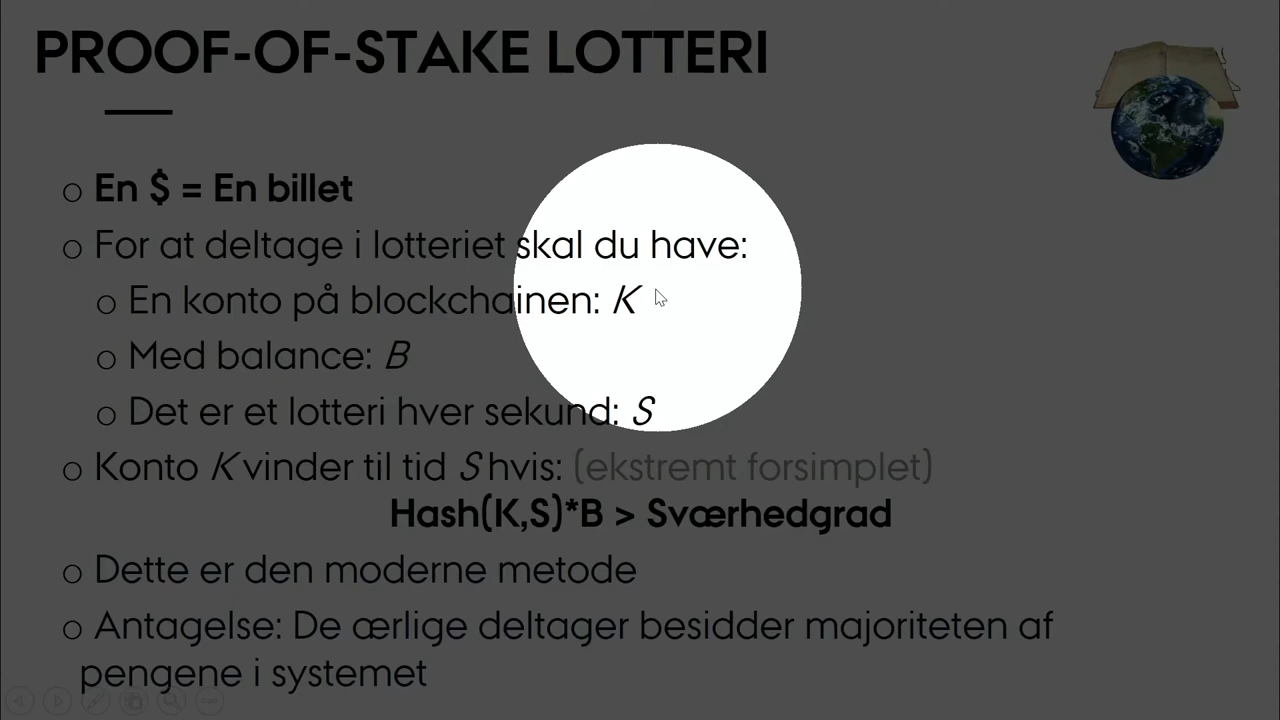 PROOF-OF-STAKE LOTTERI
En $ = En billet
For at deltage i lotteriet skal du have:
En konto på blockchainen: K
Med balance: B
Det er et lotteri hver sekund: S
Konto K vinder til tid S hvis: (ekstremt forsimplet)
Hash(K,S)*B > Sværhedgrad
Dette er den moderne metode
Antagelse: De ærlige deltager besidder majoriteten af
pengene i systemet